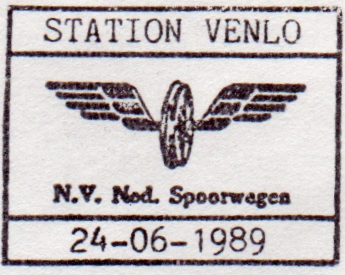 STATION VENLO
N.V. Ned. Spoorwegen
24-06-1989